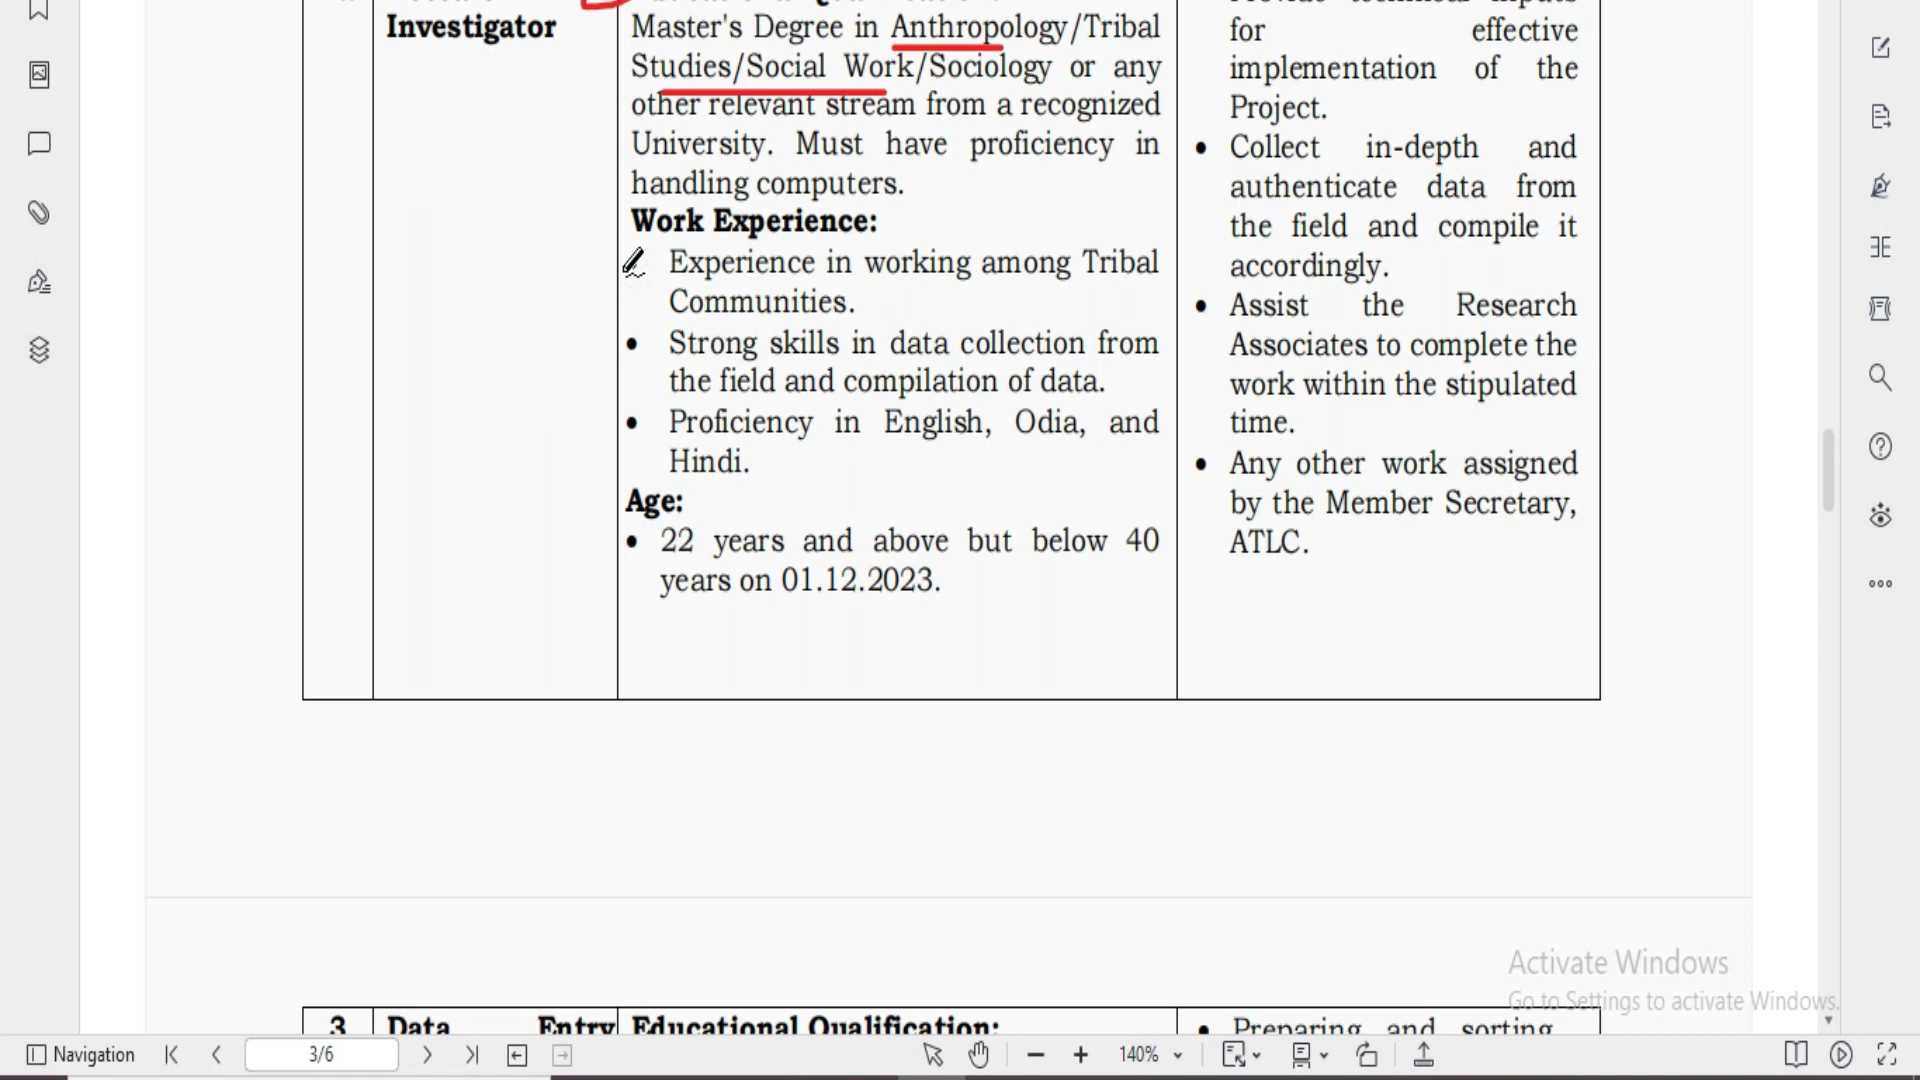 Investigator
Master's Degree in Anthropology/Tribal
Studies/Social Work/Sociology or any
other relevant stream from a recognized
University. Must have proficiency in
handling computers.
Work Experience:
Experience in working among Tribal
Communities.
• Strong skills in data collection from
the field and compilation of data.
• Proficiency in English, Odia, and
Hindi.
Age:
• 22 years and above but below 40
years on 01.12.2023.
for effective
implementation of the
Project.
• Collect in-depth and
authenticate data from
the field and compile it
accordingly.
• Assist the Research
Associates to complete the
work within the stipulated
time.
• Any other work assigned
by the Member Secretary,
ATLC.
3 Data Entry
Educational Qualification:
• Preparing and sorting
Activate Windows
Go to Settings to activate Windows.
Navigation
3/6
140%